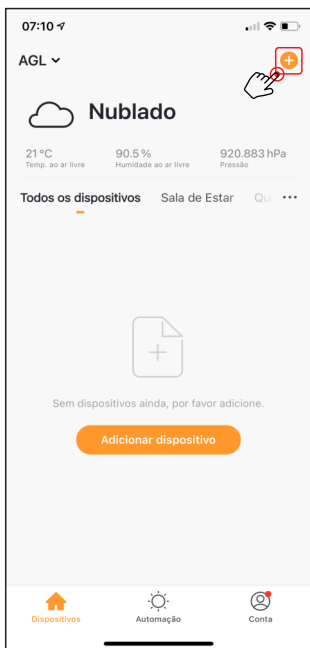 07:10
AGL
Nublado
21°C 90.5% 920.883 hPa
Temp. ao ar livre Humidade ao ar livre Pressão
Todos os dispositivos Sala de Estar Qu
Sem dispositivos ainda, por favor adicione.
Adicionar dispositivo
Dispositivos Automação Conta